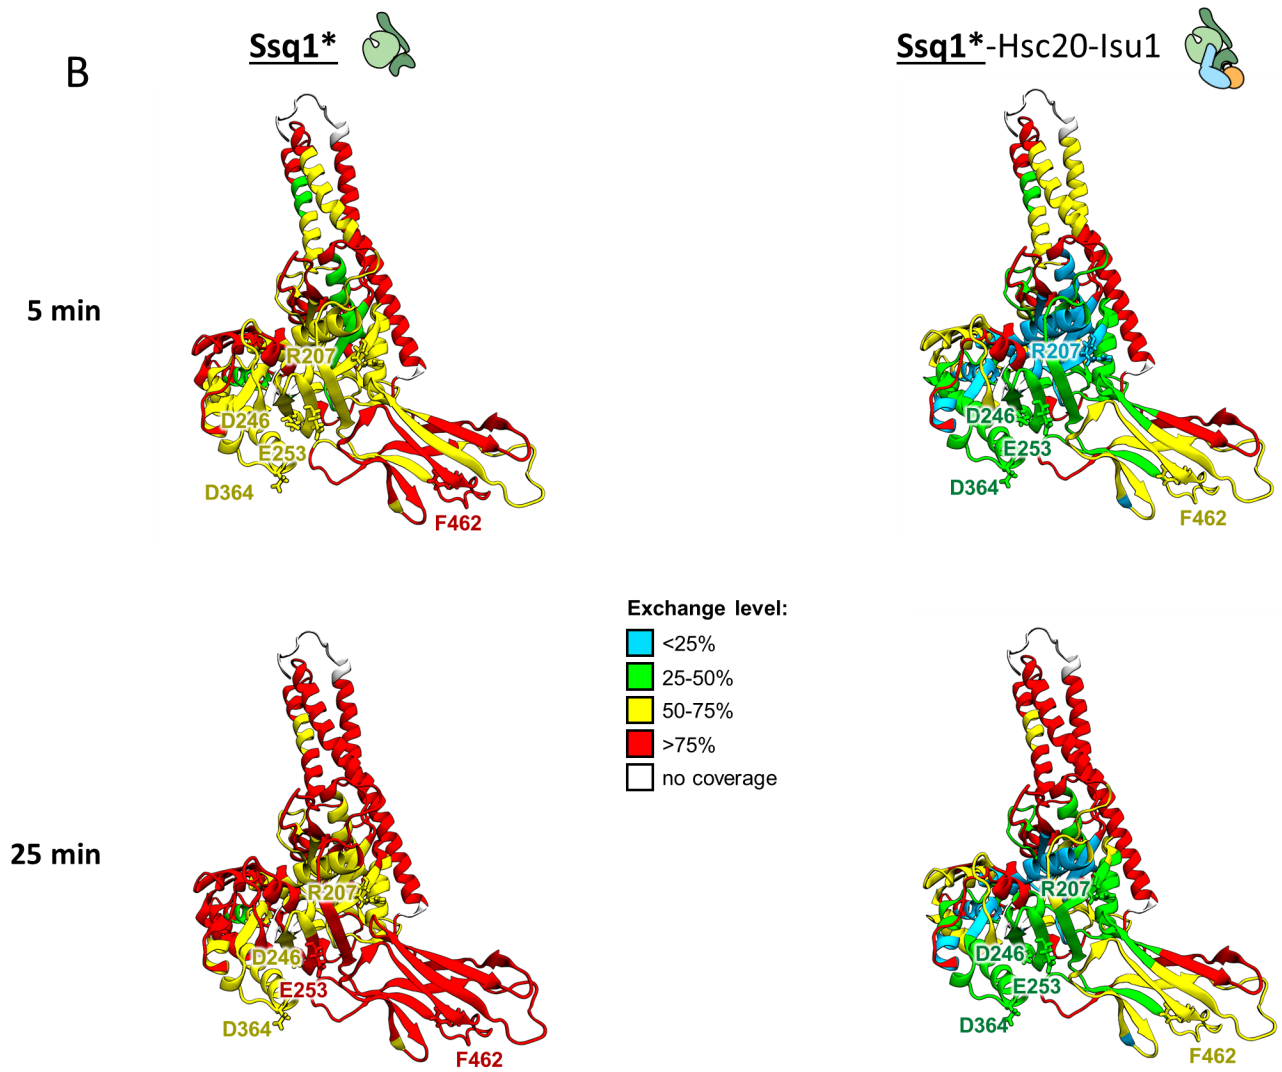 B
Ssq1*
Ssq1*-Hsc20-Isu1
5 min
R207
D246
E253
D364
F462
R207
D246
E253
D364
F462
Exchange level:
<25%
25-50%
50-75%
>75%
no coverage
25 min
R207
D246
E253
D364
F462
R207
D246
E253
D364
F462